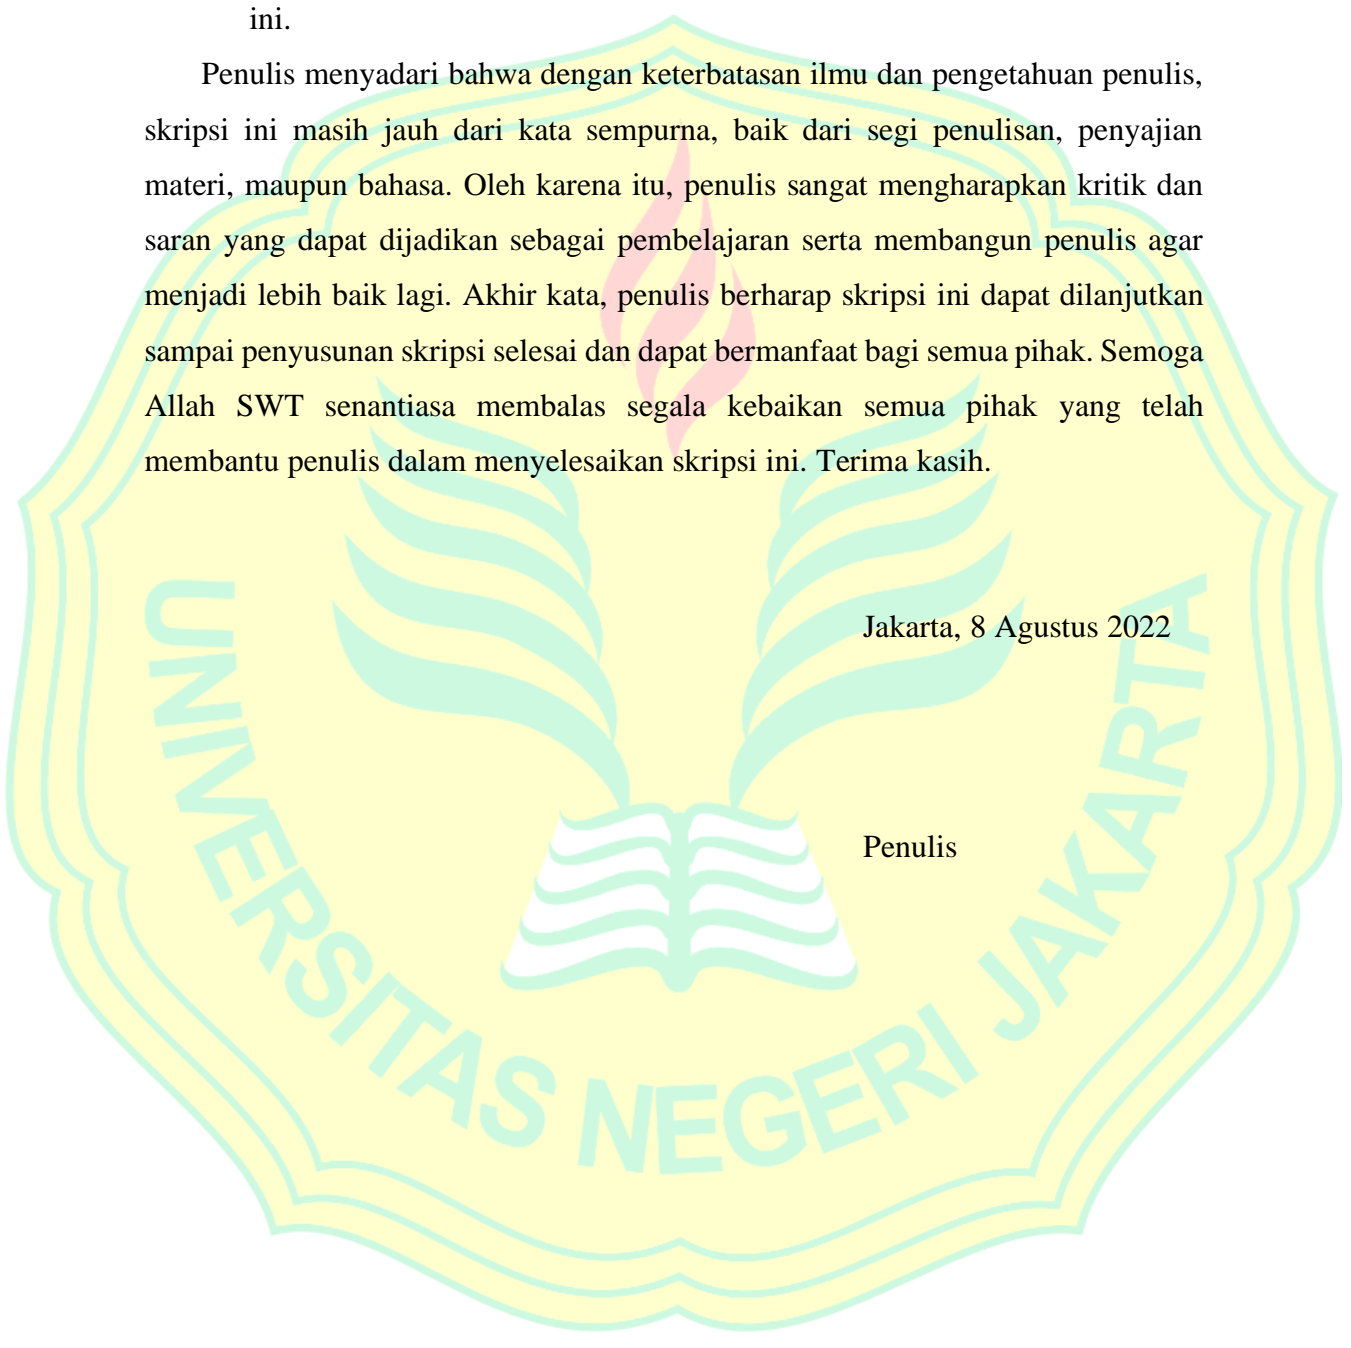 ini.
Penulis menyadari bahwa dengan keterbatasan ilmu dan pengetahuan penulis,
skripsi ini masih jauh dari kata sempurna, baik dari segi penulisan, penyajian
materi, maupun bahasa. Oleh karena itu, penulis sangat mengharapkan kritik dan
saran yang dapat dijadikan sebagai pembelajaran serta membangun penulis agar
menjadi lebih baik lagi. Akhir kata, penulis berharap skripsi ini dapat dilanjutkan
sampai penyusunan skripsi selesai dan dapat bermanfaat bagi semua pihak. Semoga
Allah SWT senantiasa membalas segala kebaikan semua pihak yang telah
membantu penulis dalam menyelesaikan skripsi ini. Terima kasih.
Jakarta, 8 Agustus 2022
Penulis
UNIVERSITAS NEGERI JAKARTA